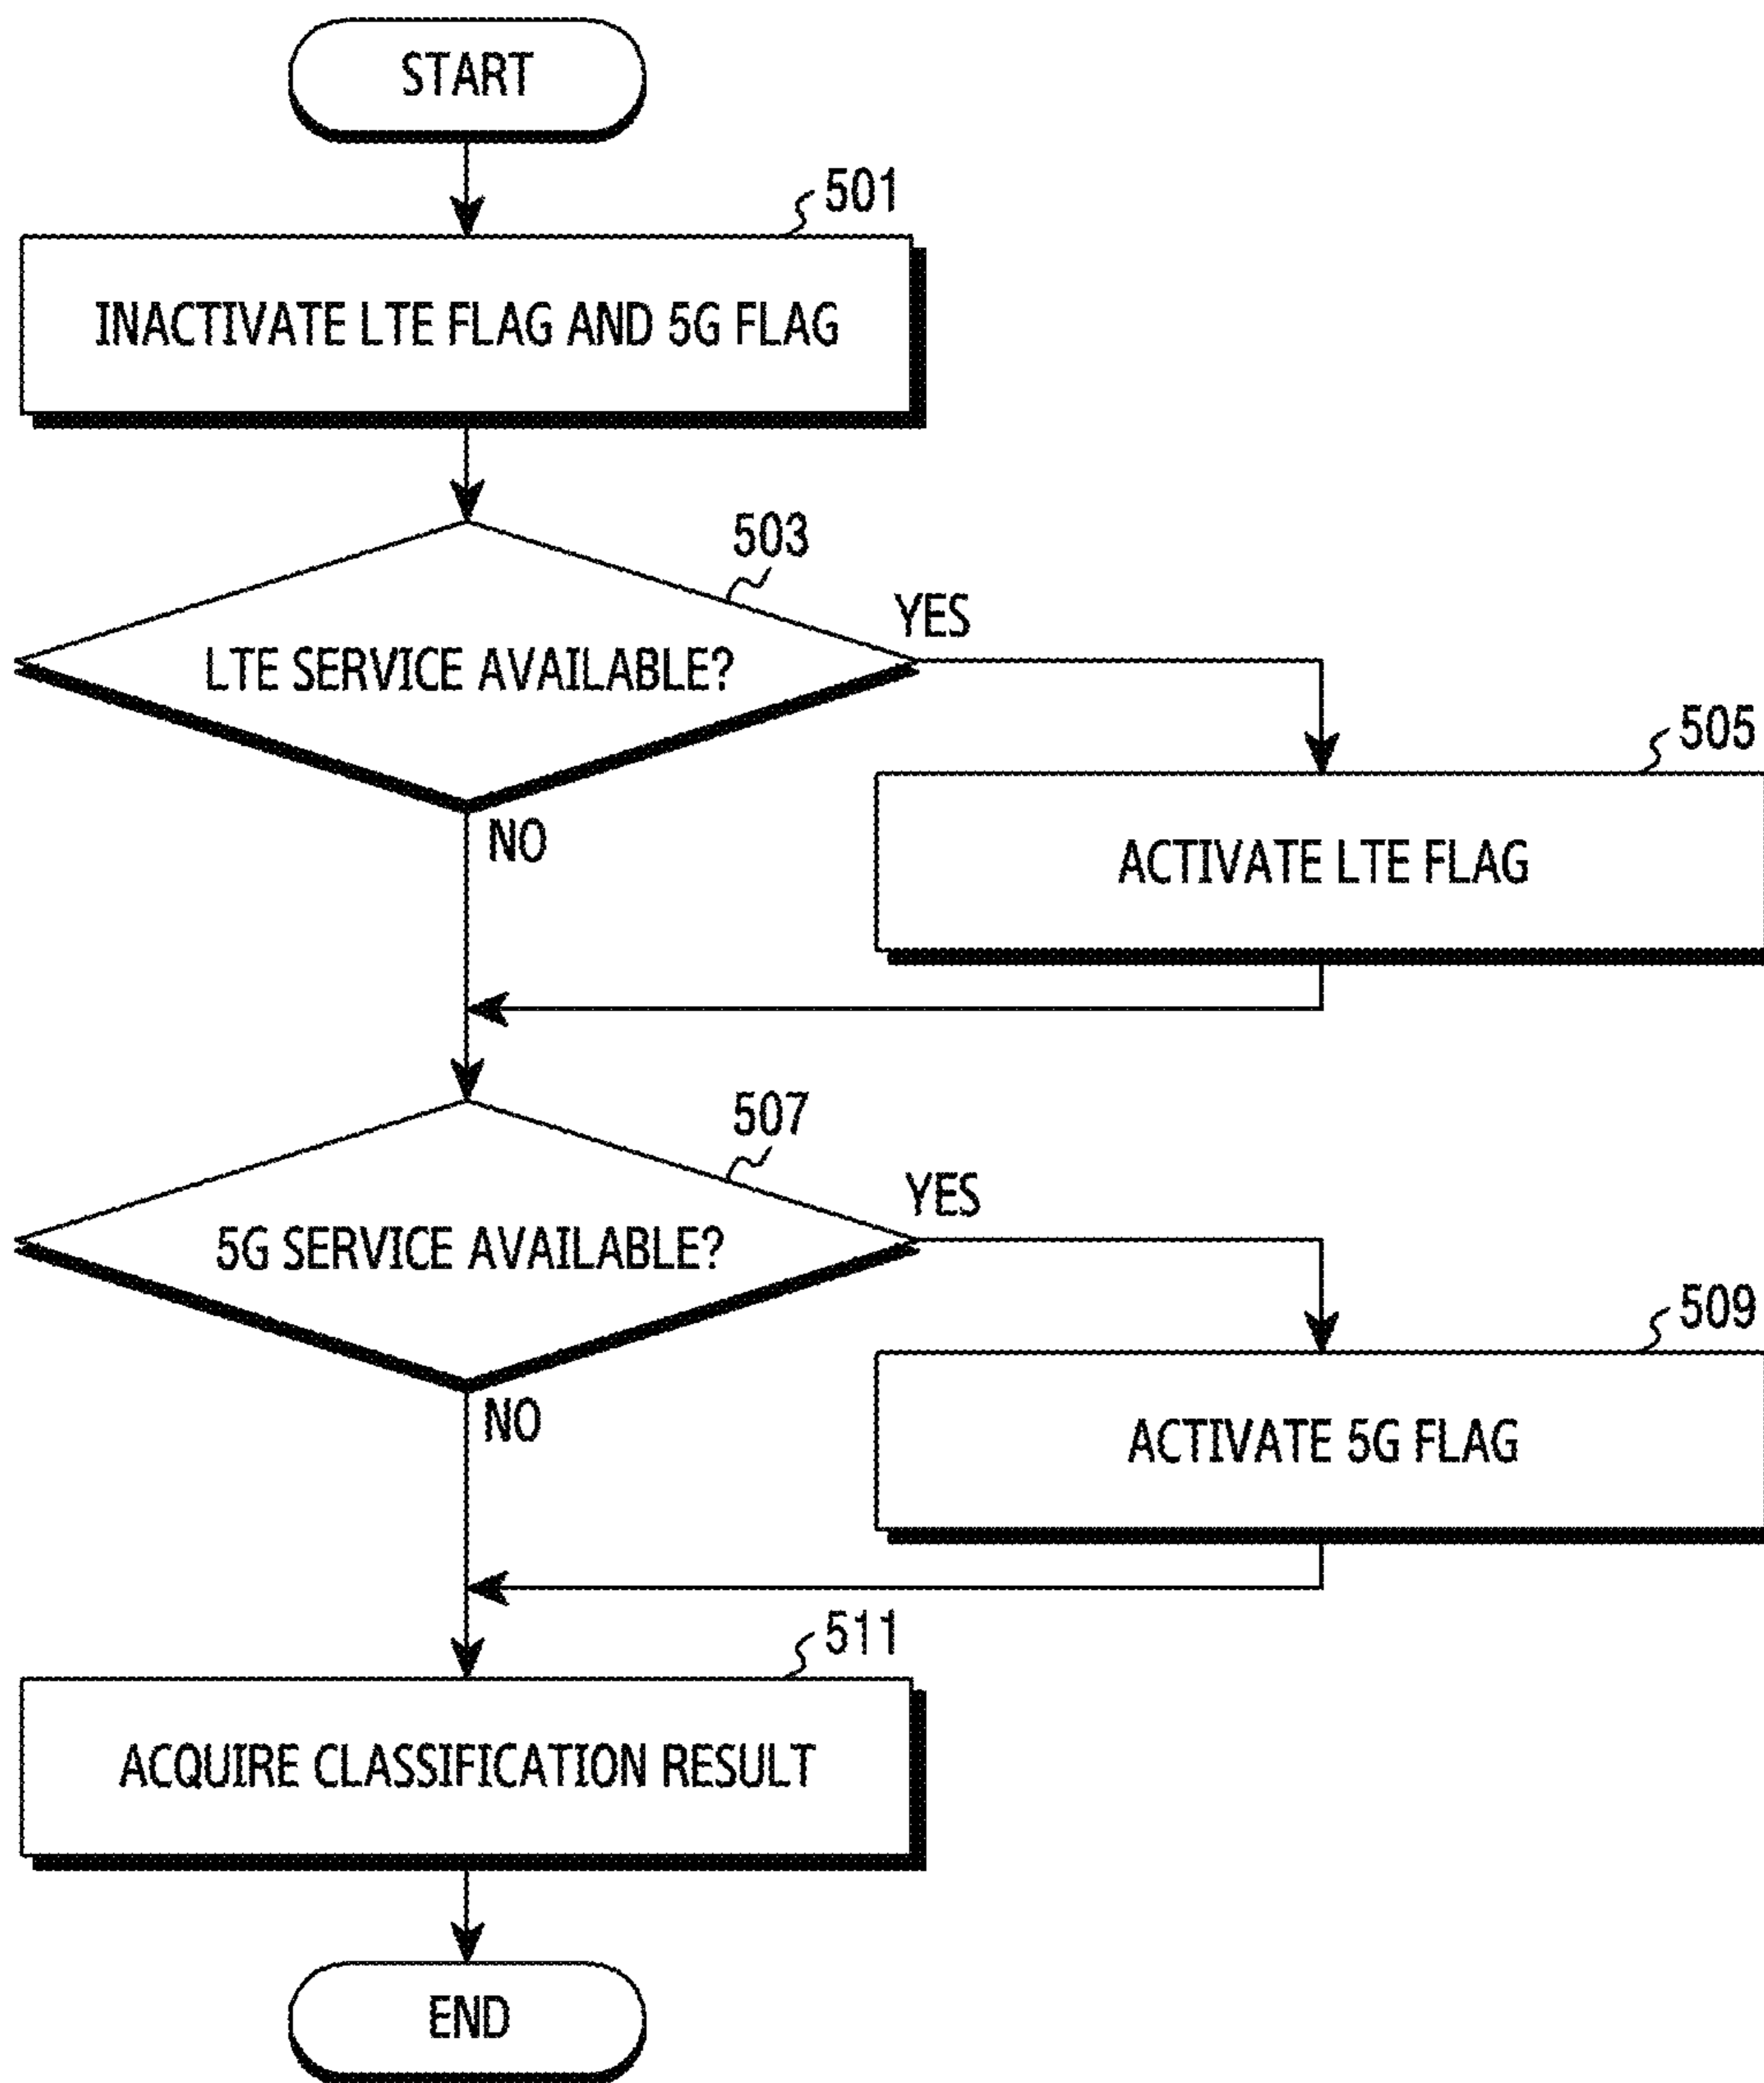 START
501
INACTIVATE LTE FLAG AND 5G FLAG
503
LTE SERVICE AVAILABLE?
YES
NO
505
ACTIVATE LTE FLAG
507
5G SERVICE AVAILABLE?
YES
NO
509
ACTIVATE 5G FLAG
511
ACQUIRE CLASSIFICATION RESULT
END